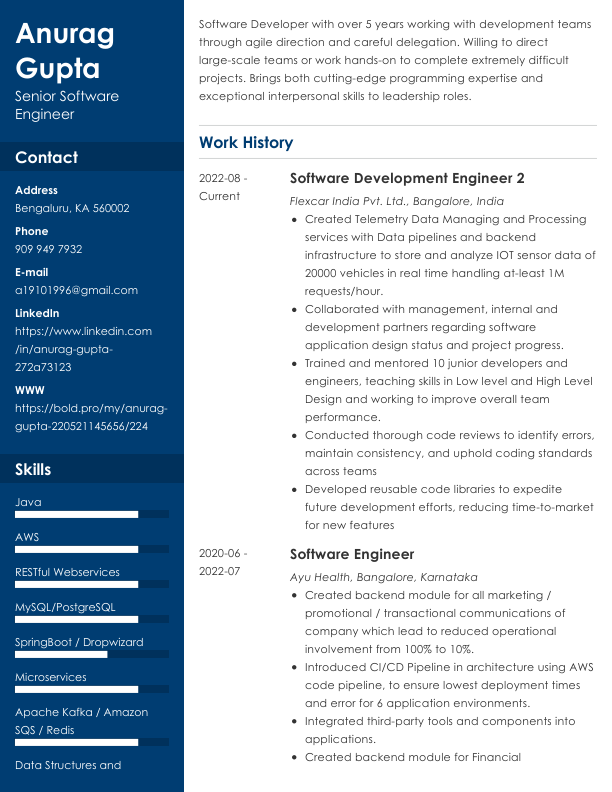 Anurag
Gupta
Senior Software
Engineer
Contact
Address
Bengaluru, KA 560002
Phone
909 949 7932
E-mail
a19101996@gmail.com
LinkedIn
https://www.linkedin.com
/in/anurag-gupta-
272a73123
WWW
https://bold.pro/my/anurag-
gupta-220521145656/224
Skills
Java
AWS
RESTful Webservices
MySQL/PostgreSQL
SpringBoot / Dropwizard
Microservices
Apache Kafka / Amazon
SQS / Redis
Data Structures and
Software Developer with over 5 years working with development teams
through agile direction and careful delegation. Willing to direct
large-scale teams or work hands-on to complete extremely difficult
projects. Brings both cutting-edge programming expertise and
exceptional interpersonal skills to leadership roles.
Work History
2022-08 -
Current
Software Development Engineer 2
Flexcar India Pvt. Ltd., Bangalore, India
• Created Telemetry Data Managing and Processing
services with Data pipelines and backend
infrastructure to store and analyze IOT sensor data of
20000 vehicles in real time handling at-least 1M
requests/hour.
• Collaborated with management, internal and
development partners regarding software
application design status and project progress.
• Trained and mentored 10 junior developers and
engineers, teaching skills in Low level and High Level
Design and working to improve overall team
performance.
• Conducted thorough code reviews to identify errors,
maintain consistency, and uphold coding standards
across teams
• Developed reusable code libraries to expedite
future development efforts, reducing time-to-market
for new features
2020-06 -
2022-07
Software Engineer
Ayu Health, Bangalore, Karnataka
• Created backend module for all marketing /
promotional / transactional communications of
company which lead to reduced operational
involvement from 100% to 10%.
• Introduced CI/CD Pipeline in architecture using AWS
code pipeline, to ensure lowest deployment times
and error for 6 application environments.
• Integrated third-party tools and components into
applications.
• Created backend module for Financial